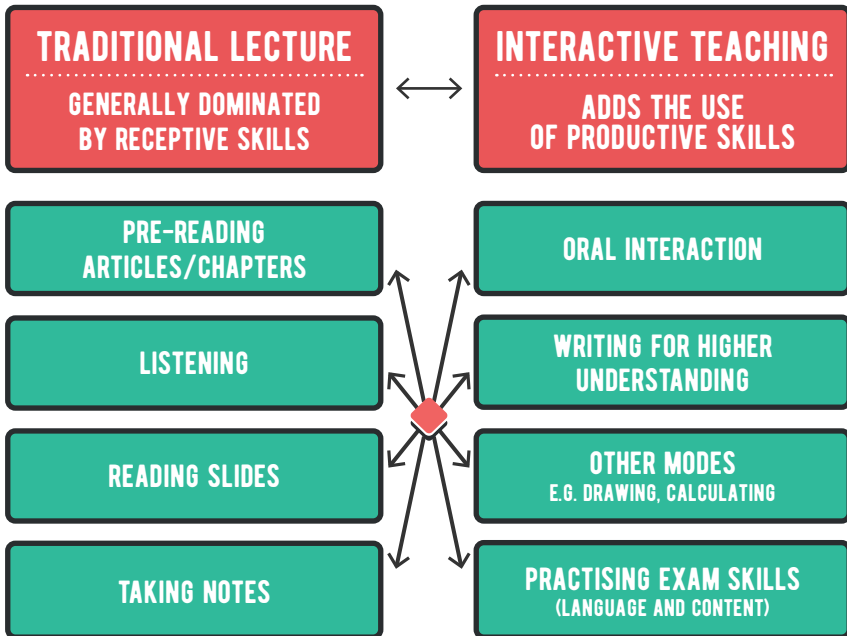 TRADITIONAL LECTURE
GENERALLY DOMINATED
BY RECEPTIVE SKILLS
INTERACTIVE TEACHING
ADDS THE USE
OF PRODUCTIVE SKILLS
PRE-READING
ARTICLES/CHAPTERS
LISTENING
READING SLIDES
TAKING NOTES
ORAL INTERACTION
WRITING FOR HIGHER
UNDERSTANDING
OTHER MODES
E.G. DRAWING, CALCULATING
PRACTISING EXAM SKILLS
(LANGUAGE AND CONTENT)